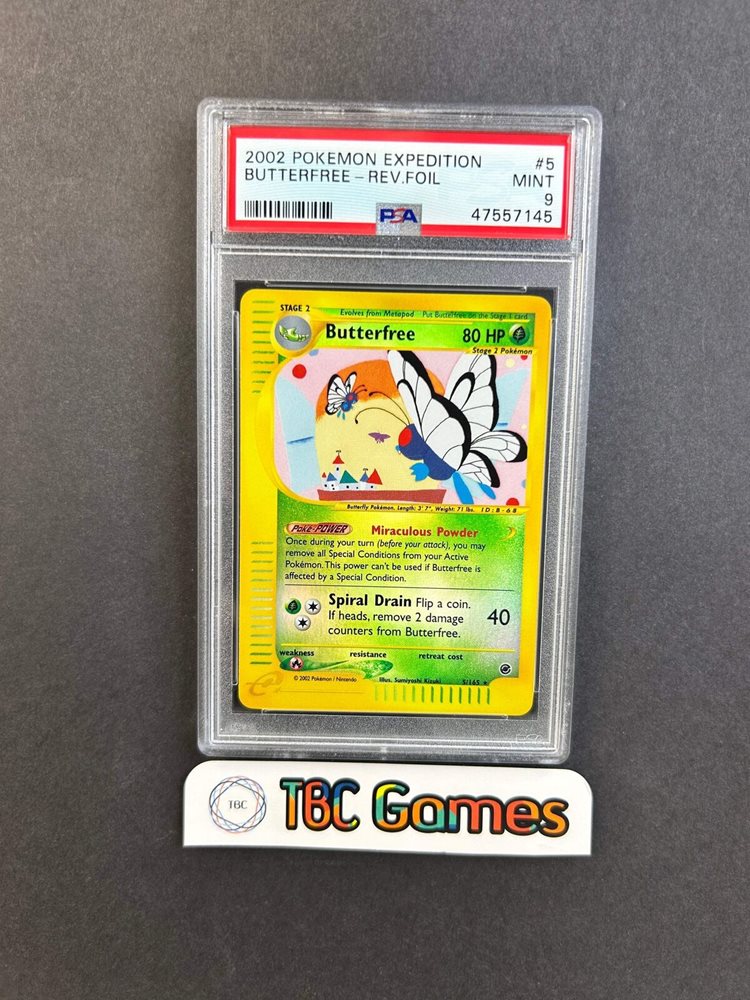 2002 POKEMON EXPEDITION #5
BUTTERFREE - REV.FOIL MINT
9
PSA 47557145
STAGE 2
Evolves from Metapod Put Butterfree on the Stage 1 card
Butterfree 80 HP
Stage 2 Pokémon
Butterfly Pokémon. Length: 3' 7", Weight: 71 lbs. ID:B-68
POKé-POWER Miraculous Powder
Once during your turn (before your attack), you may
remove all Special Conditions from your Active
Pokémon. This power can't be used if Butterfree is
affected by a Special Condition.
Spiral Drain Flip a coin.
If heads, remove 2 damage
counters from Butterfree.
40
weakness resistance retreat cost
© 2002 Pokémon / Nintendo Illus. Sumiyoshi Kizuki 5/165 ★
e
TBC TBC Games